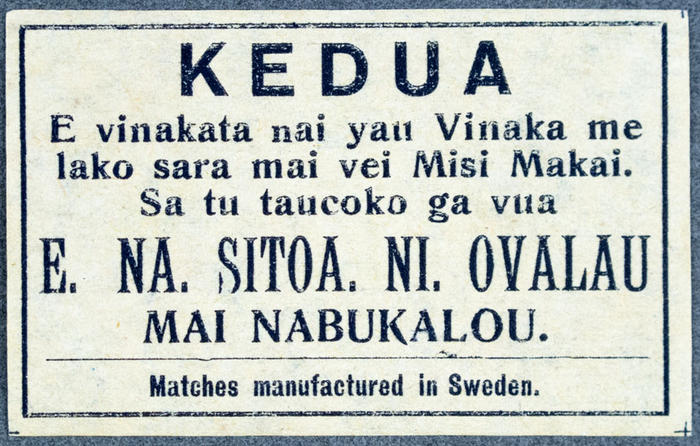 KEDUA
E vinakata nai yau Vinaka me
lako sara mai vei Misi Makai.
Sa tu taucoko ga vua
E. NA. SITOA. NI. OVALAU
MAI NABUKALOU.
Matches manufactured in Sweden.